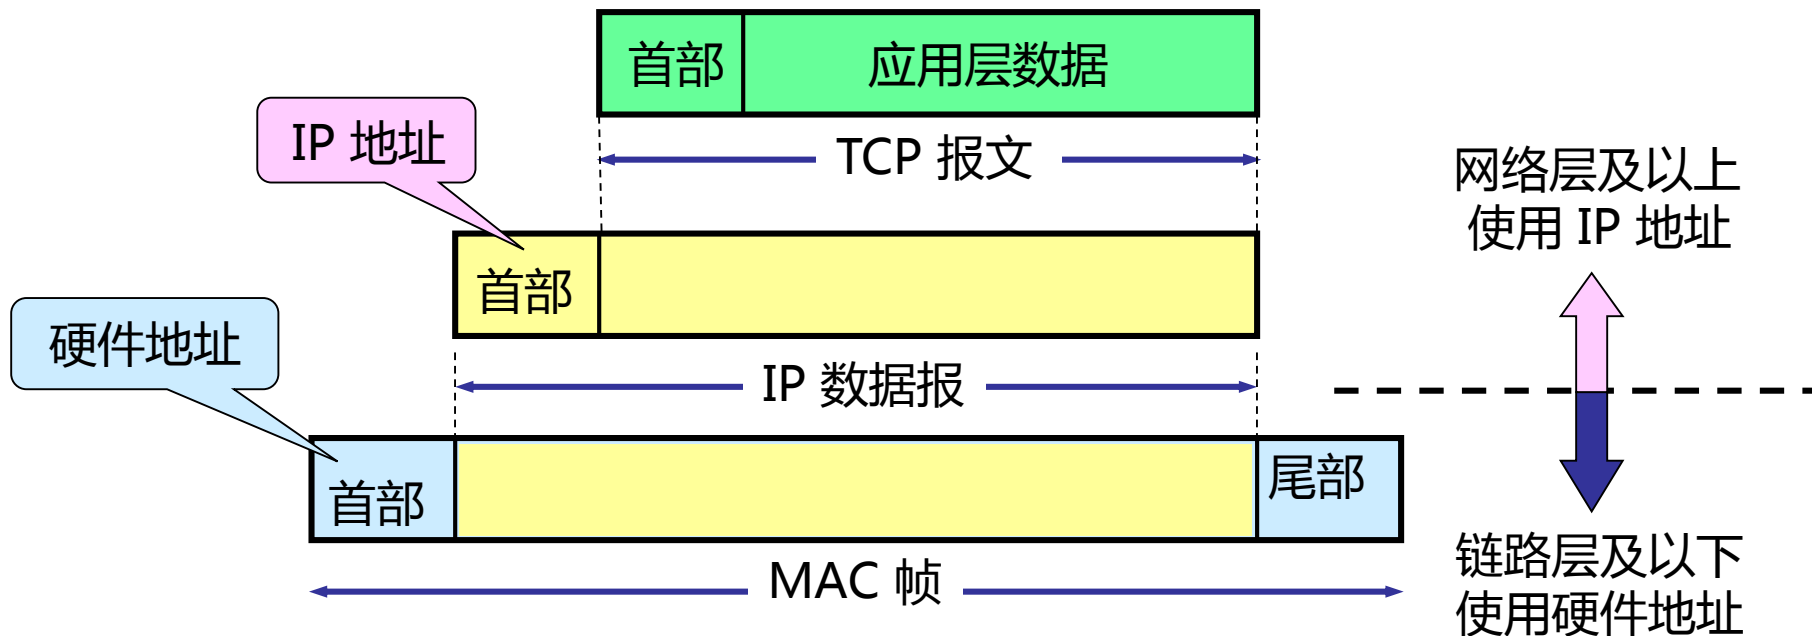 首部
应用层数据
IP 地址
TCP 报文
网络层及以上
使用 IP 地址
首部
硬件地址
IP 数据报
首部
尾部
MAC 帧
链路层及以下
使用硬件地址